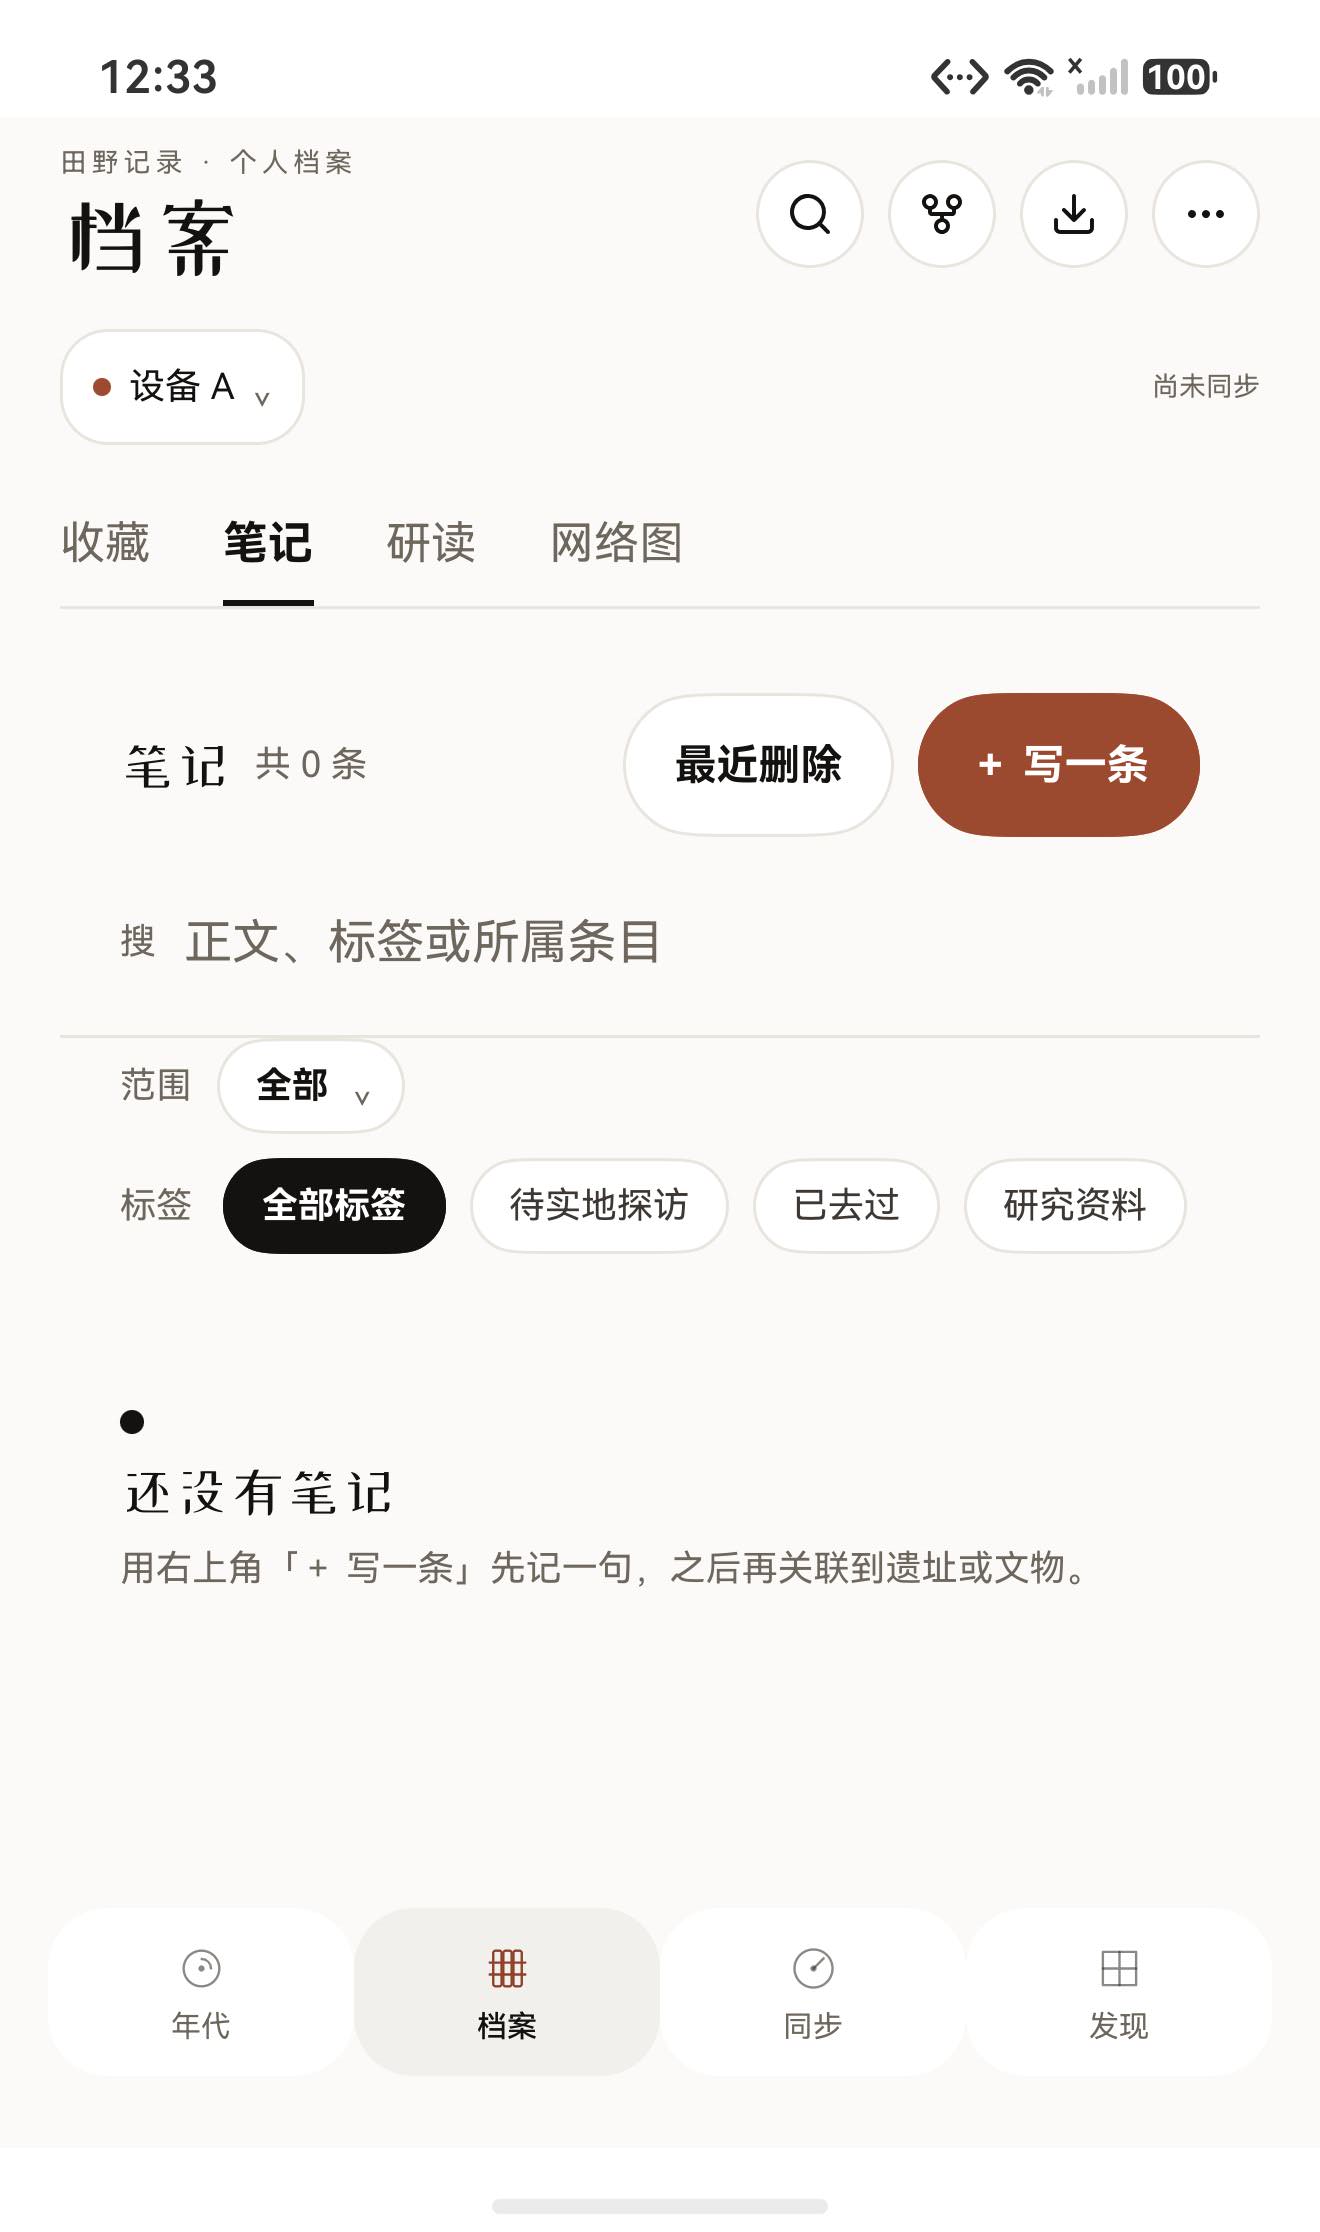 12:33
100
田野记录 · 个人档案
档案
设备 A
尚未同步
收藏 笔记 研读 网络图
笔记 共 0 条 最近删除 + 写一条
搜 正文、标签或所属条目
范围 全部
标签 全部标签 待实地探访 已去过 研究资料
还没有笔记
用右上角「+ 写一条」先记一句，之后再关联到遗址或文物。
年代 档案 同步 发现